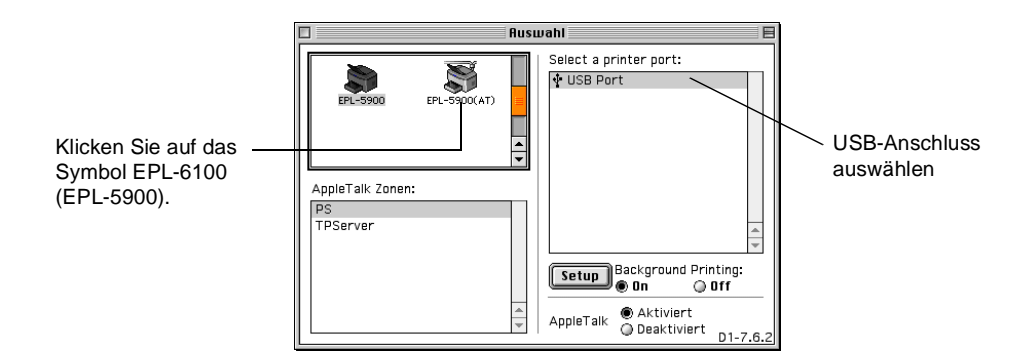 Auswahl
EPL-5900
EPL-5900(AT)
Klicken Sie auf das
Symbol EPL-6100
(EPL-5900).
AppleTalk Zonen:
PS
TPServer
Select a printer port:
USB Port
USB-Anschluss
auswählen
Setup
Background Printing:
On
Off
AppleTalk
Aktiviert
Deaktiviert
D1-7.6.2